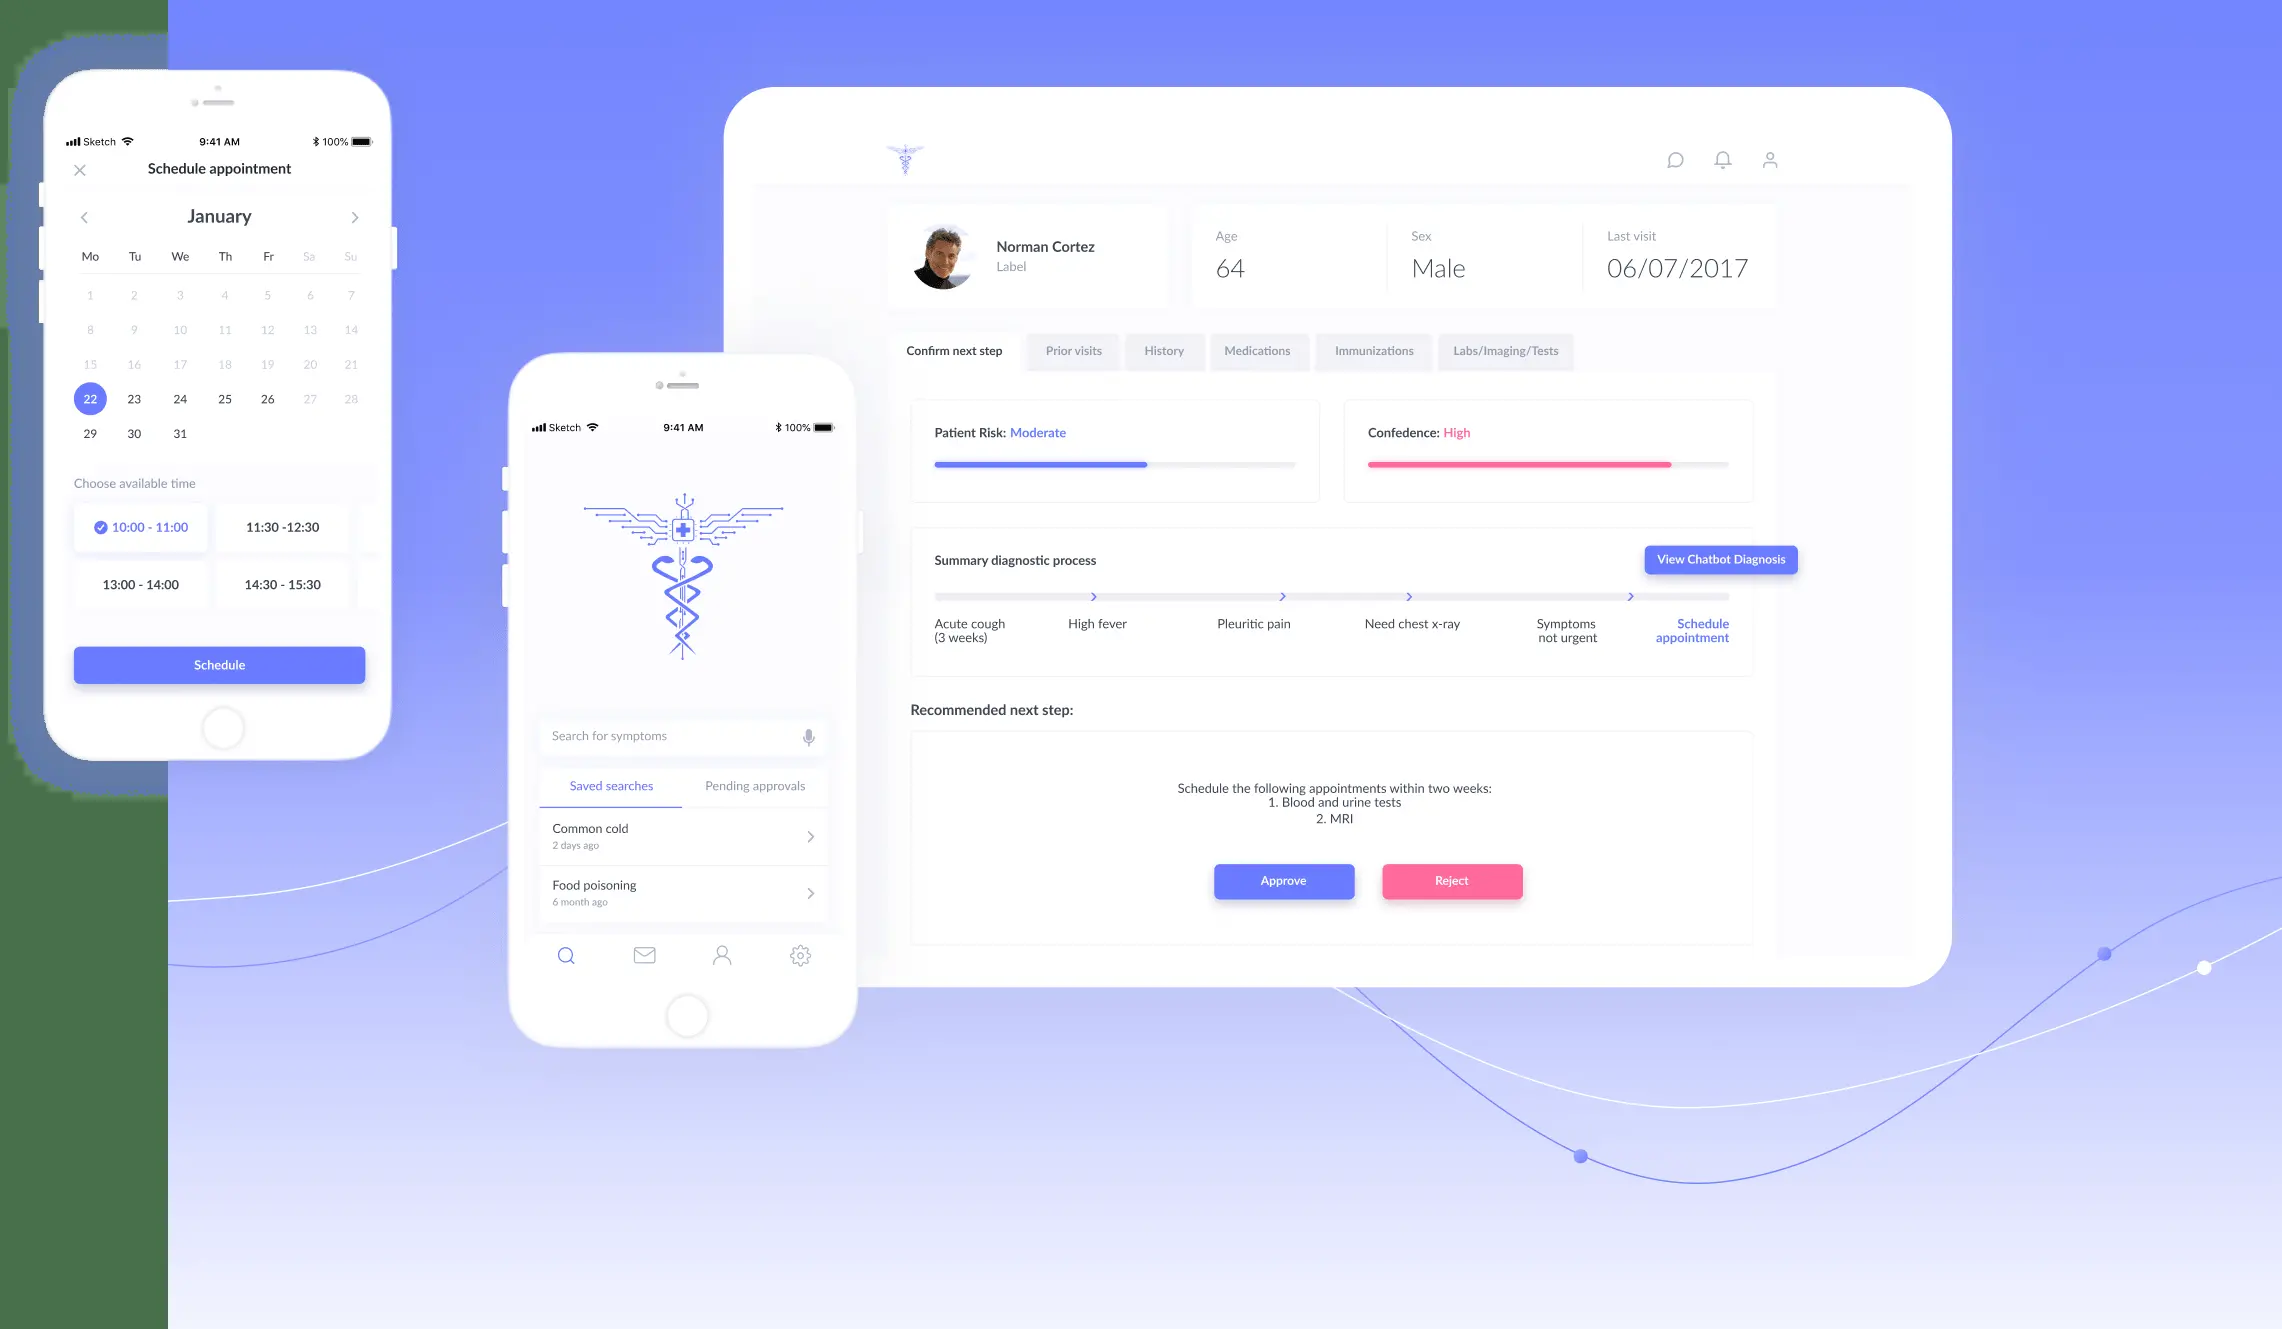 Sketch 9:41 AM 100%
Schedule appointment
January
Mo Tu We Th Fr Sa Su
1 2 3 4 5 6 7
8 9 10 11 12 13 14
15 16 17 18 19 20 21
22 23 24 25 26 27 28
29 30 31
Choose available time
10:00 - 11:00 11:30 -12:30
13:00 - 14:00 14:30 - 15:30
Schedule
Sketch 9:41 AM 100%
Search for symptoms
Saved searches Pending approvals
Common cold
2 days ago
Food poisoning
6 month ago
Norman Cortez
Label
Age Sex Last visit
64 Male 06/07/2017
Confirm next step Prior visits History Medications Immunizations Labs/Imaging/Tests
Patient Risk: Moderate Confedence: High
Summary diagnostic process View Chatbot Diagnosis
Acute cough High fever Pleuritic pain Need chest x-ray Symptoms Schedule
(3 weeks) not urgent appointment
Recommended next step:
Schedule the following appointments within two weeks:
1. Blood and urine tests
2. MRI
Approve Reject